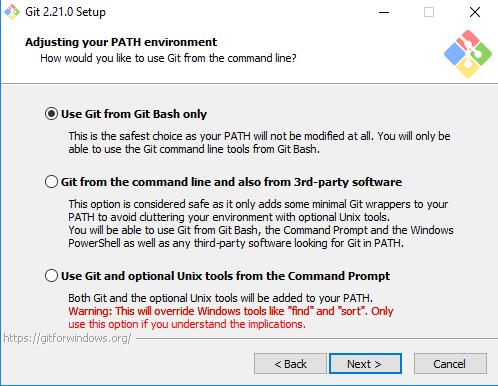 Git 2.21.0 Setup
Adjusting your PATH environment
How would you like to use Git from the command line?
Use Git from Git Bash only
This is the safest choice as your PATH will not be modified at all. You will only be
able to use the Git command line tools from Git Bash.
Git from the command line and also from 3rd-party software
This option is considered safe as it only adds some minimal Git wrappers to your
PATH to avoid cluttering your environment with optional Unix tools.
You will be able to use Git from Git Bash, the Command Prompt and the Windows
PowerShell as well as any third-party software looking for Git in PATH.
Use Git and optional Unix tools from the Command Prompt
Both Git and the optional Unix tools will be added to your PATH.
Warning: This will override Windows tools like "find" and "sort". Only
use this option if you understand the implications.
https://gitforwindows.org/
< Back
Next >
Cancel